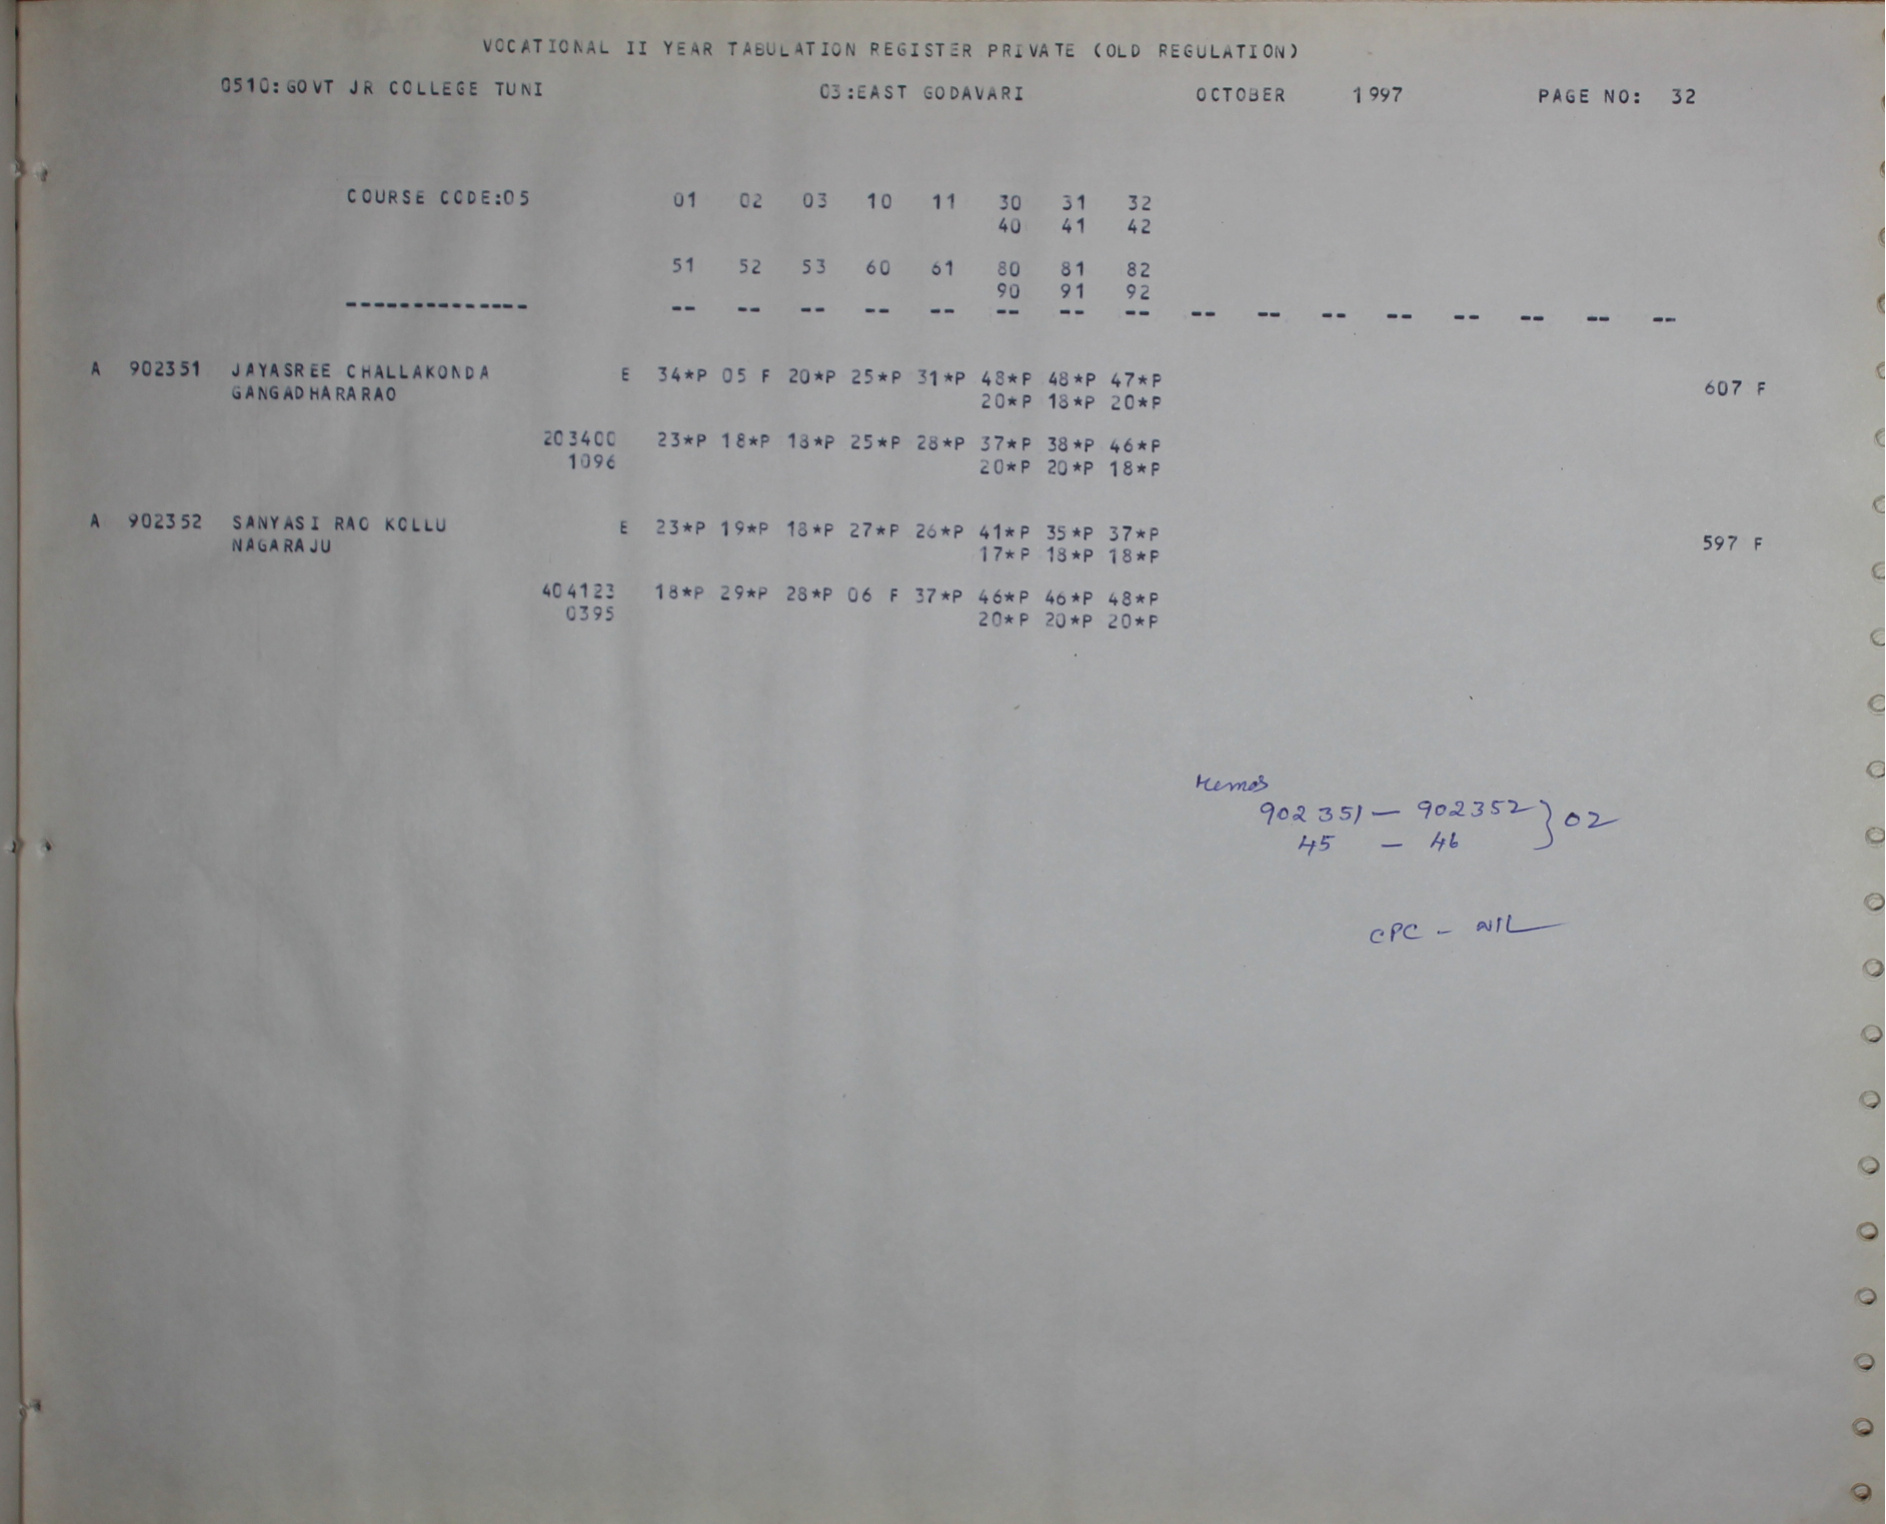 VOCATIONAL II YEAR TABULATION REGISTER PRIVATE (OLD REGULATION)
0510:GOVT JR COLLEGE TUNI 03:EAST GODAVARI OCTOBER 1997 PAGE NO: 32
COURSE CODE:05 01 02 03 10 11 30 31 32
40 41 42
51 52 53 60 61 80 81 82
90 91 92
-------------- -- -- -- -- -- -- -- -- -- -- -- -- -- -- -- --
A 902351 JAYASREE CHALLAKONDA E 34*P 05 F 20*P 25*P 31*P 48*P 48*P 47*P 607 F
GANGADHARARAO 20*P 18*P 20*P
203400 23*P 18*P 18*P 25*P 28*P 37*P 38*P 46*P
1096 20*P 20*P 18*P
A 902352 SANYASI RAO KOLLU E 23*P 19*P 18*P 27*P 26*P 41*P 35*P 37*P 597 F
NAGARAJU 17*P 18*P 18*P
404123 18*P 29*P 28*P 06 F 37*P 46*P 46*P 48*P
0395 20*P 20*P 20*P
Memos
902351 — 902352 } 02
45 — 46
CPC - NIL